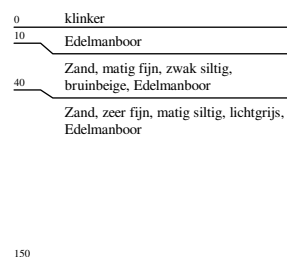 0 klinker
10 Edelmanboor
Zand, matig fijn, zwak siltig,
40 bruinbeige, Edelmanboor
Zand, zeer fijn, matig siltig, lichtgrijs,
Edelmanboor
150